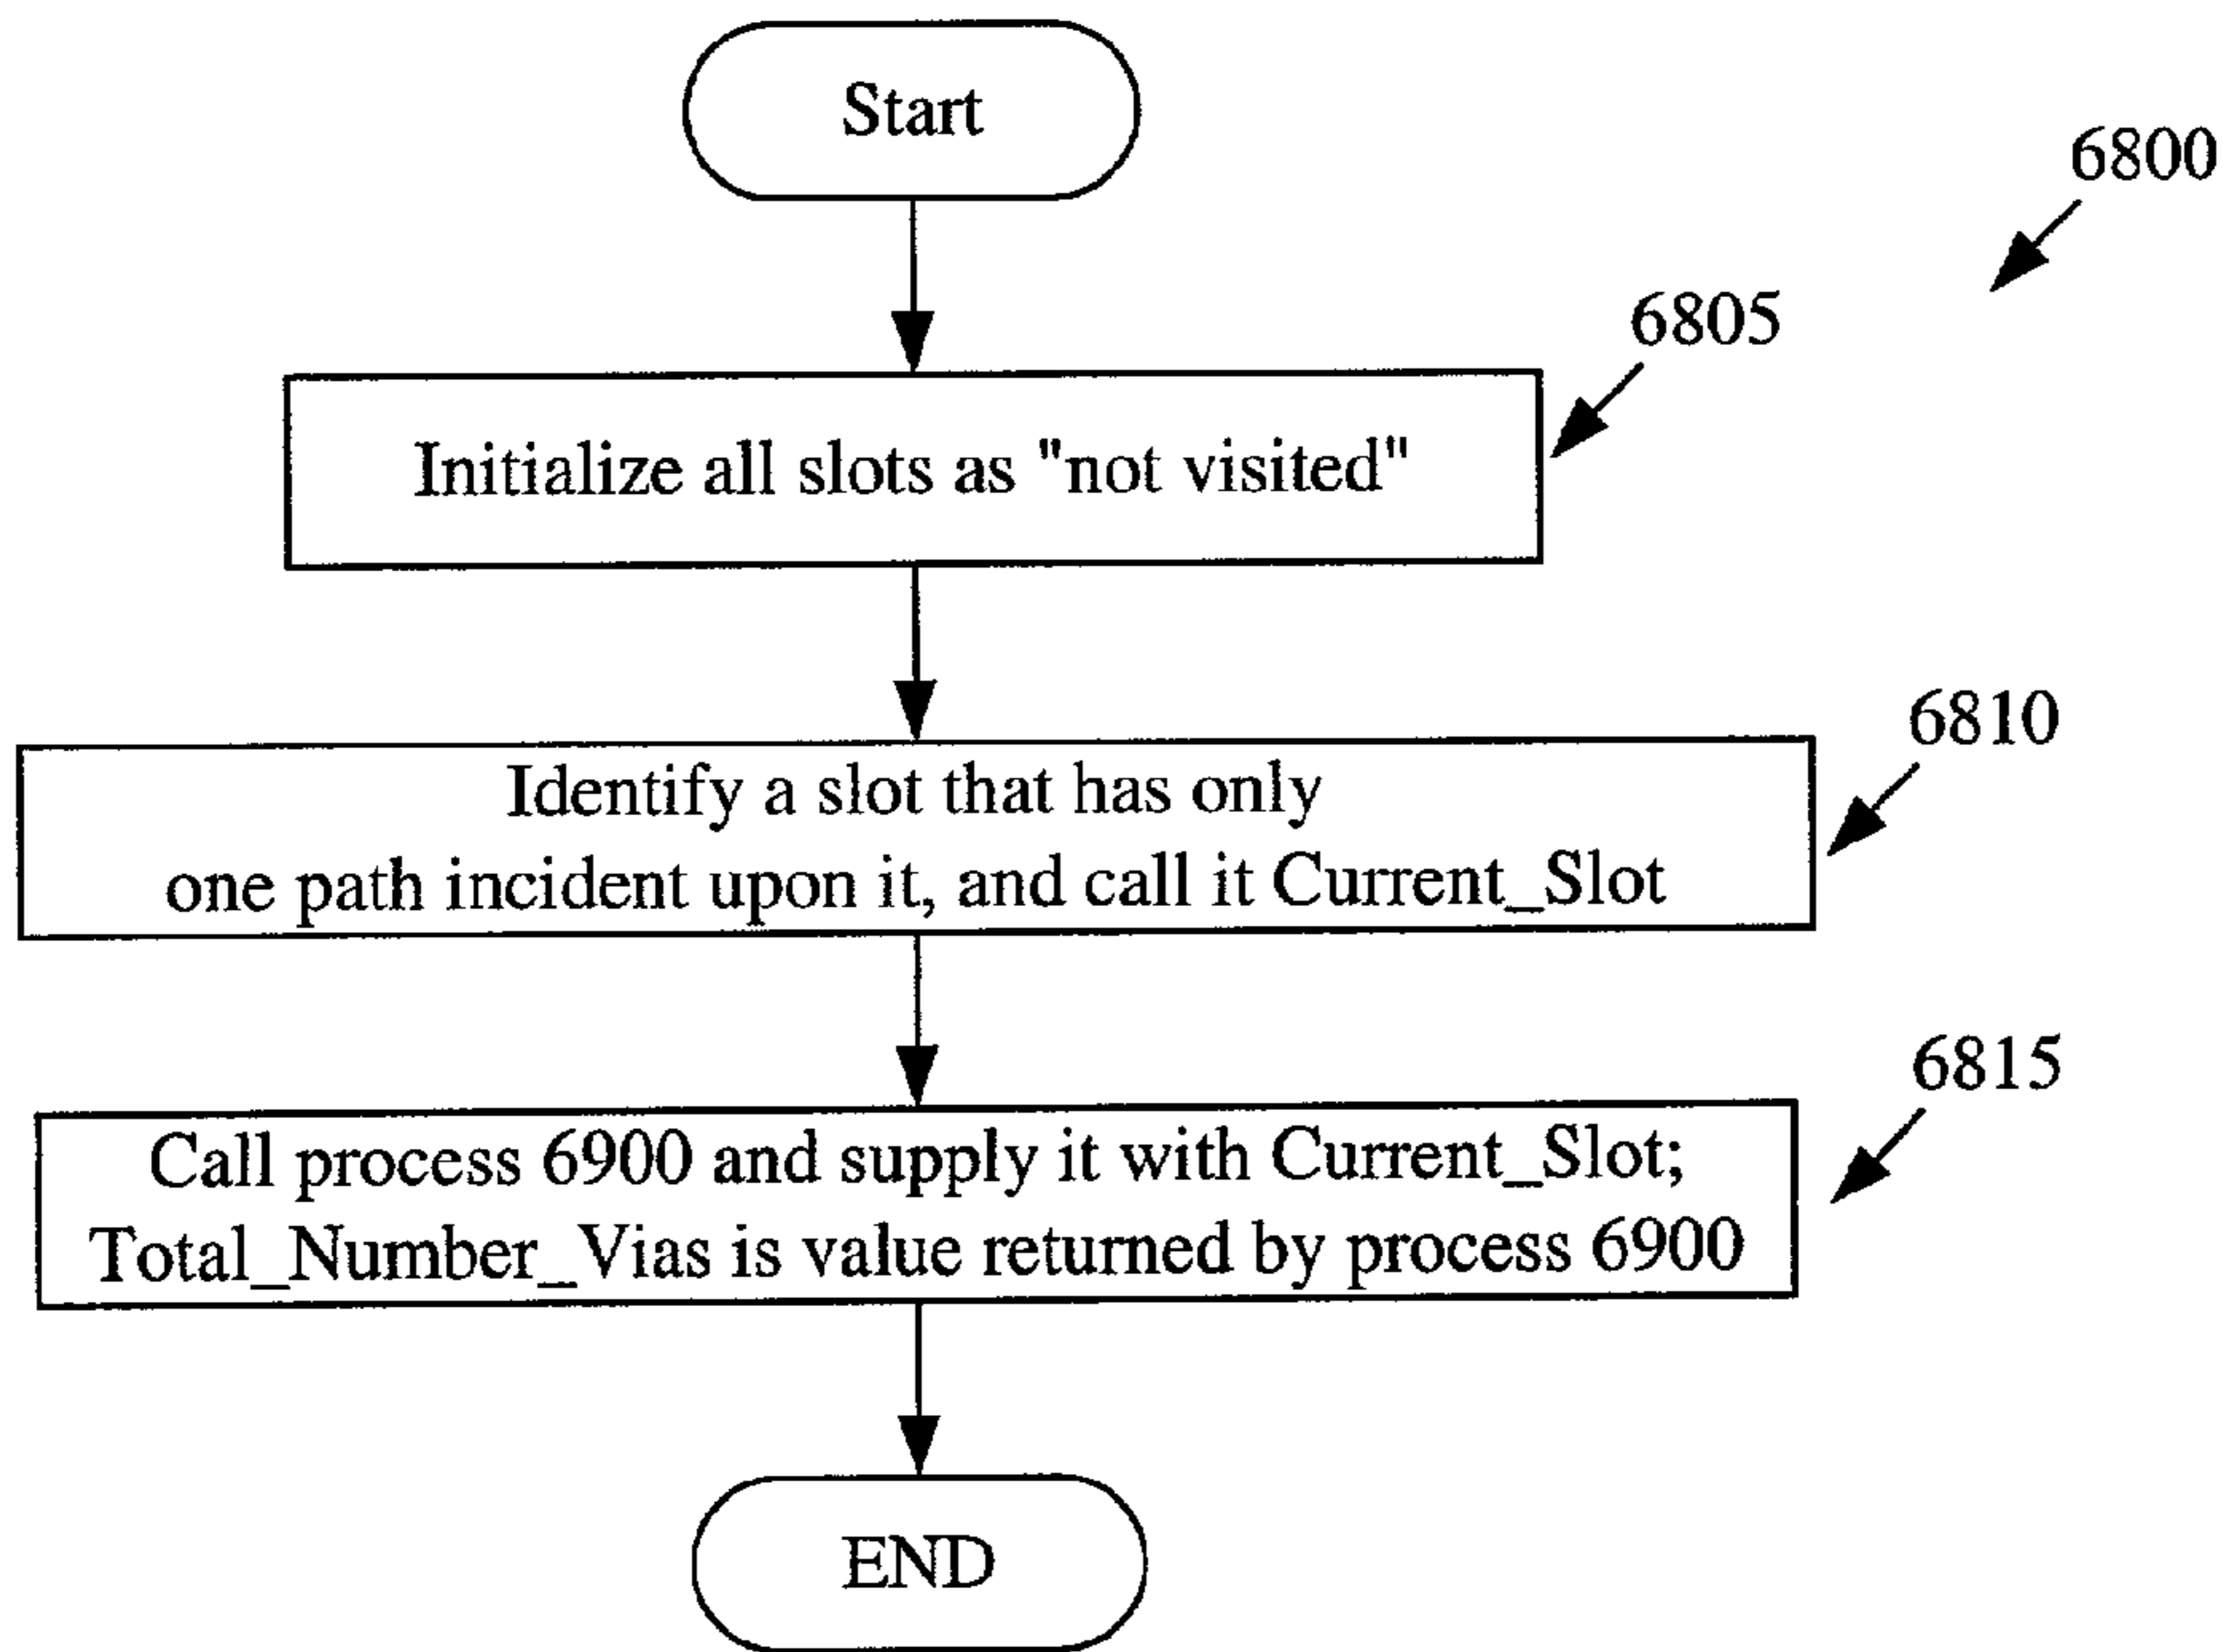 Start
6800
6805
Initialize all slots as "not visited"
6810
Identify a slot that has only
one path incident upon it, and call it Current_Slot
6815
Call process 6900 and supply it with Current_Slot;
Total_Number_Vias is value returned by process 6900
END